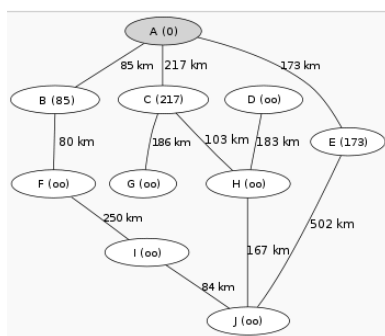 A (0)
85 km
217 km
173 km
B (85)
C (217)
D (oo)
E (173)
80 km
186 km
103 km
183 km
F (oo)
G (oo)
H (oo)
250 km
502 km
I (oo)
167 km
84 km
J (oo)